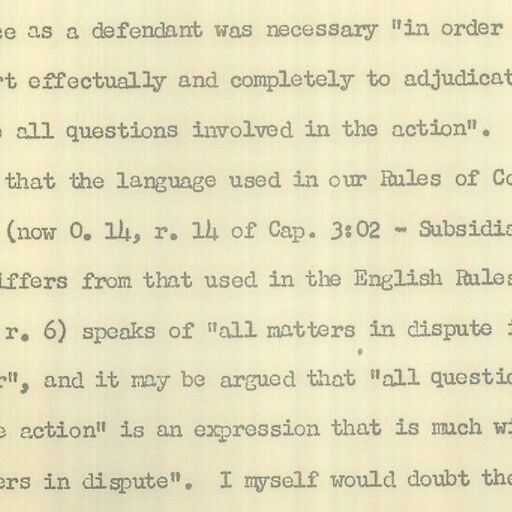 ce as a defendant was necessary "in order
rt effectually and completely to adjudicat
e all questions involved in the action".
that the language used in our Rules of Co
(now O. 14, r. 14 of Cap. 3:02 - Subsidia
iffers from that used in the English Rules
r. 6) speaks of "all matters in dispute i
r", and it may be argued that "all questio
e action" is an expression that is much wi
ers in dispute". I myself would doubt the